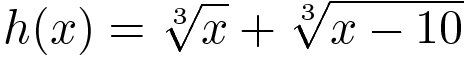 h(x) = ∛x + ∛(x − 10)